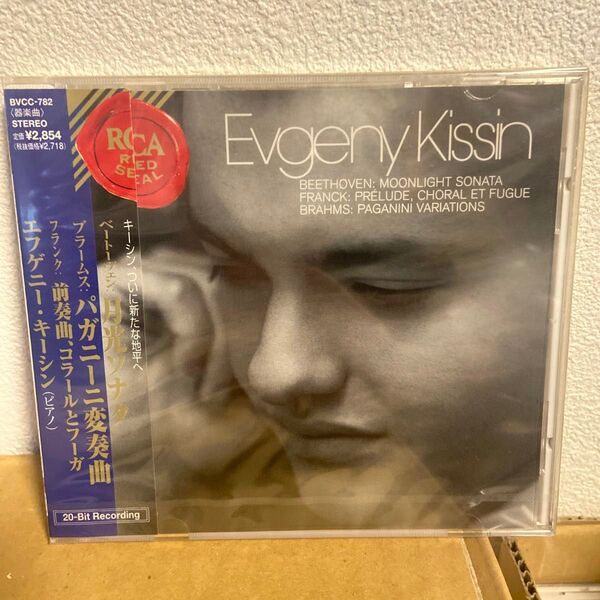 BVCC-782
〈器楽曲〉
STEREO
定価¥2,854
(税抜価格¥2,718)
RCA
RED
SEAL
Evgeny Kissin
BEETHOVEN: MOONLIGHT SONATA
FRANCK: PRÉLUDE, CHORAL ET FUGUE
BRAHMS: PAGANINI VARIATIONS
キーシン、ついに新たな地平へ
ベートーヴェン:月光ソナタ
ブラームス:パガニーニ変奏曲
フランク:前奏曲、コラールとフーガ
エフゲニー・キーシン(ピアノ)
20-Bit Recording